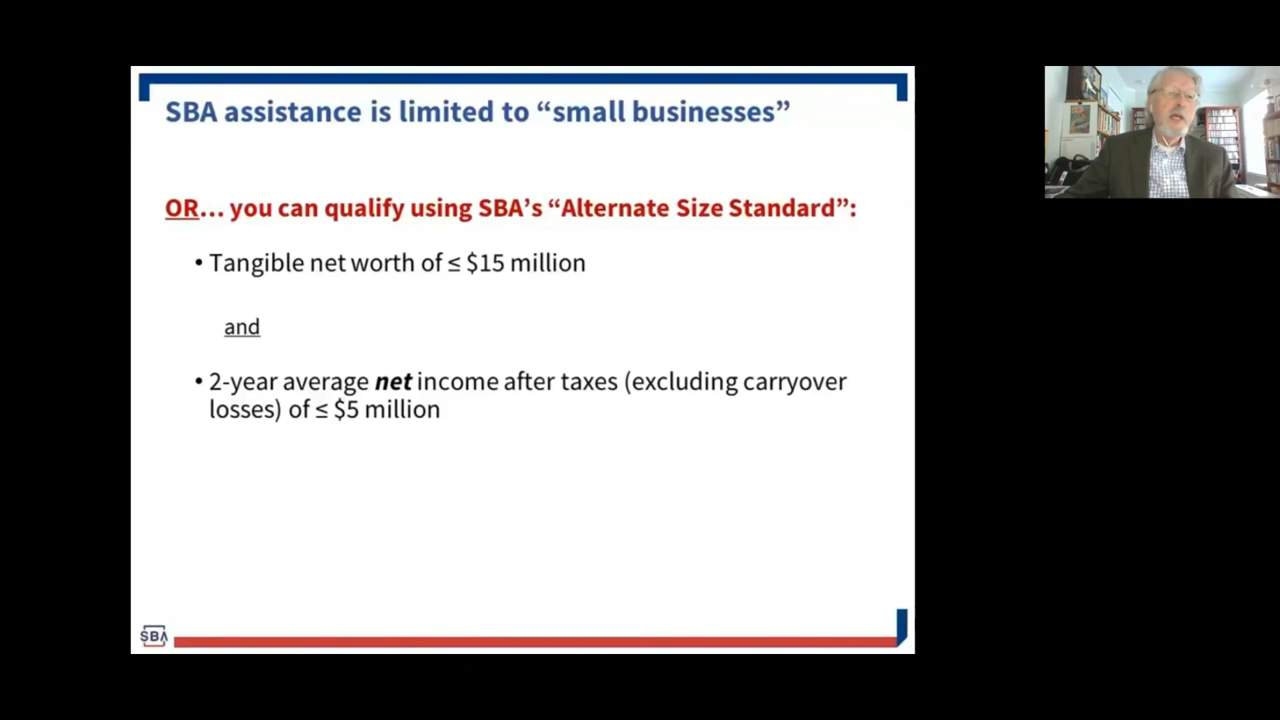 SBA assistance is limited to “small businesses”
OR... you can qualify using SBA’s “Alternate Size Standard”:
• Tangible net worth of ≤ $15 million
and
• 2-year average net income after taxes (excluding carryover
losses) of ≤ $5 million
SBA